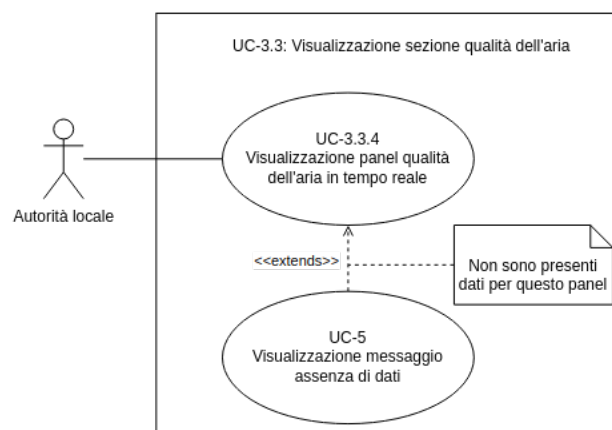 UC-3.3: Visualizzazione sezione qualità dell'aria
UC-3.3.4
Visualizzazione panel qualità
dell'aria in tempo reale
Autorità locale
<<extends>>
Non sono presenti
dati per questo panel
UC-5
Visualizzazione messaggio
assenza di dati